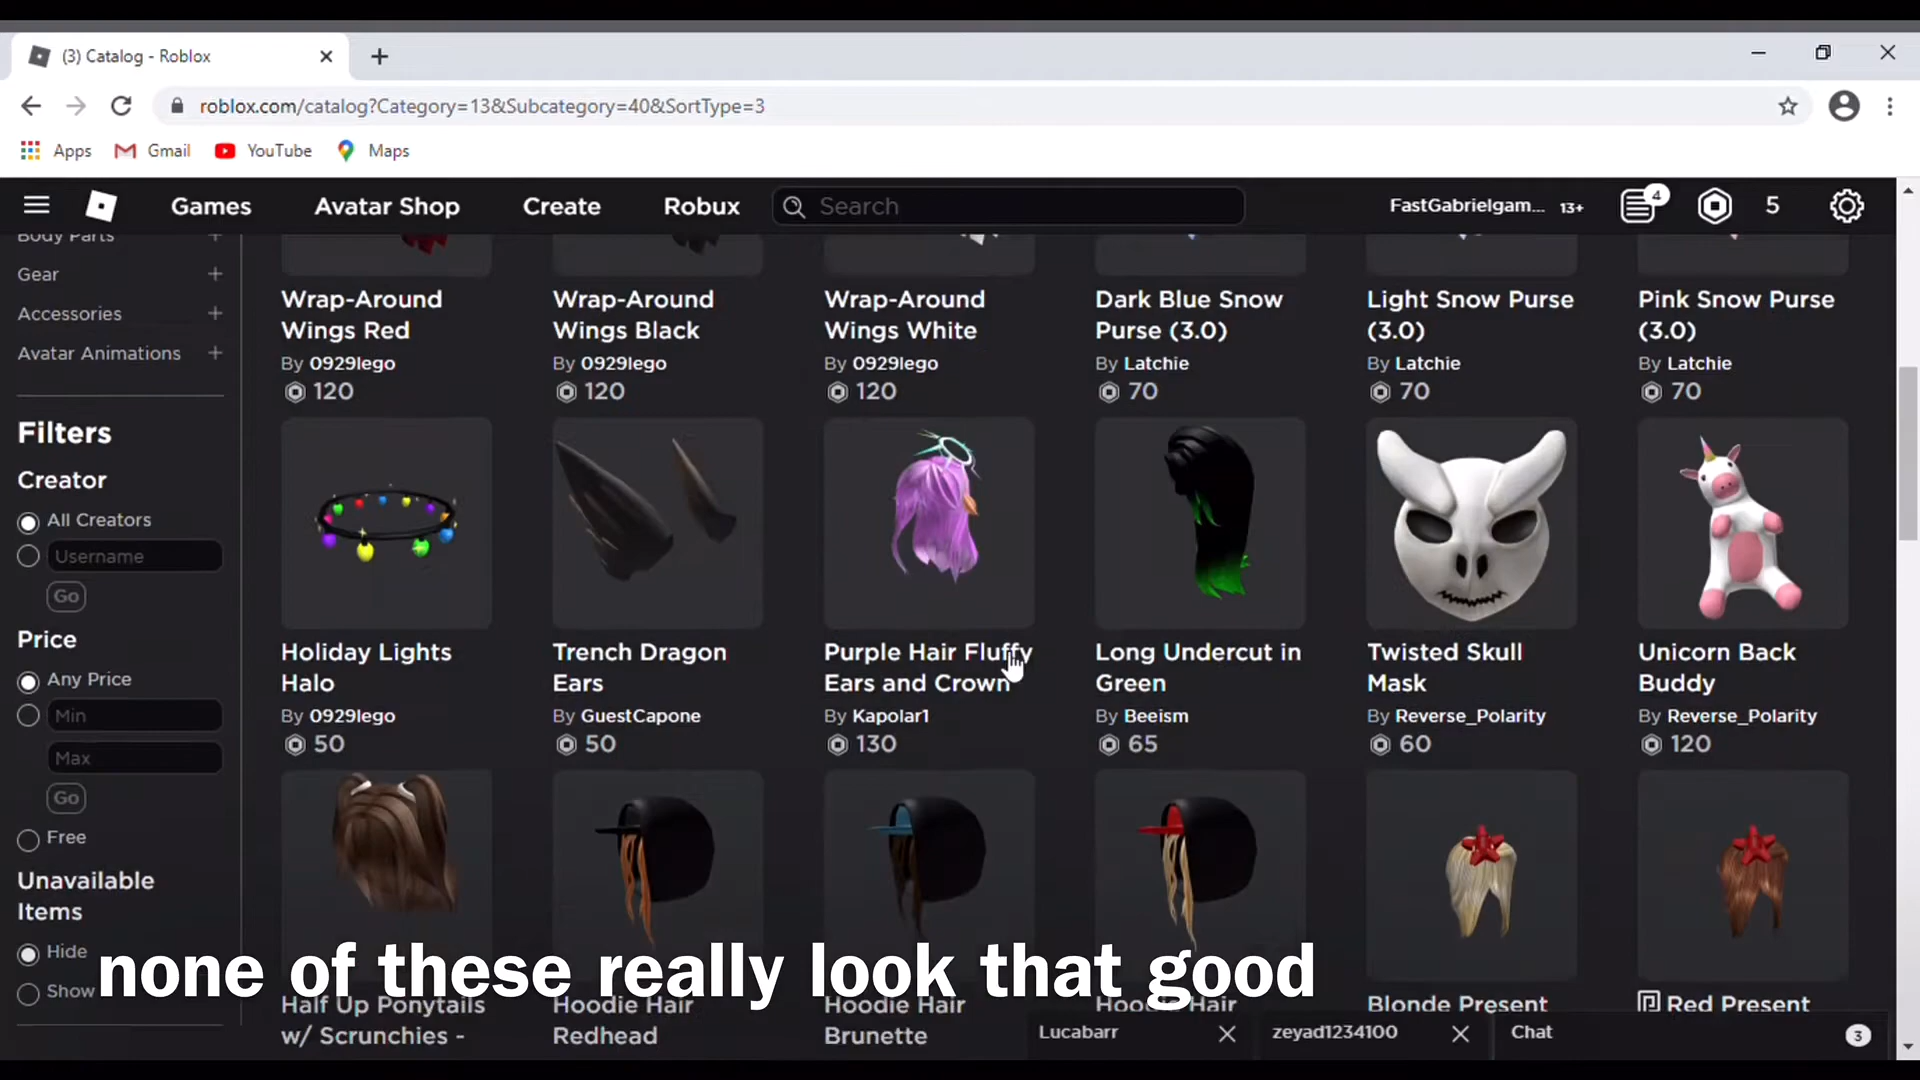 (3) Catalog - Roblox
roblox.com/catalog?Category=13&Subcategory=40&SortType=3
Apps Gmail YouTube Maps
Games Avatar Shop Create Robux Search FastGabrielgam... 13+ 4 5
Body Parts +
Gear +
Accessories +
Avatar Animations +
Filters
Creator
All Creators
Username
Go
Price
Any Price
Min
Max
Go
Free
Unavailable
Items
Hide
Show
Wrap-Around
Wings Red
By 0929lego
120
Wrap-Around
Wings Black
By 0929lego
120
Wrap-Around
Wings White
By 0929lego
120
Dark Blue Snow
Purse (3.0)
By Latchie
70
Light Snow Purse
(3.0)
By Latchie
70
Pink Snow Purse
(3.0)
By Latchie
70
Holiday Lights
Halo
By 0929lego
50
Trench Dragon
Ears
By GuestCapone
50
Purple Hair Fluffy
Ears and Crown
By Kapolar1
130
Long Undercut in
Green
By Beeism
65
Twisted Skull
Mask
By Reverse_Polarity
60
Unicorn Back
Buddy
By Reverse_Polarity
120
Half Up Ponytails
w/ Scrunchies -
Hoodie Hair
Redhead
Hoodie Hair
Brunette
Hoodie Hair
Blonde Present
Red Present
none of these really look that good
Lucabarr
zeyad1234100
Chat 3